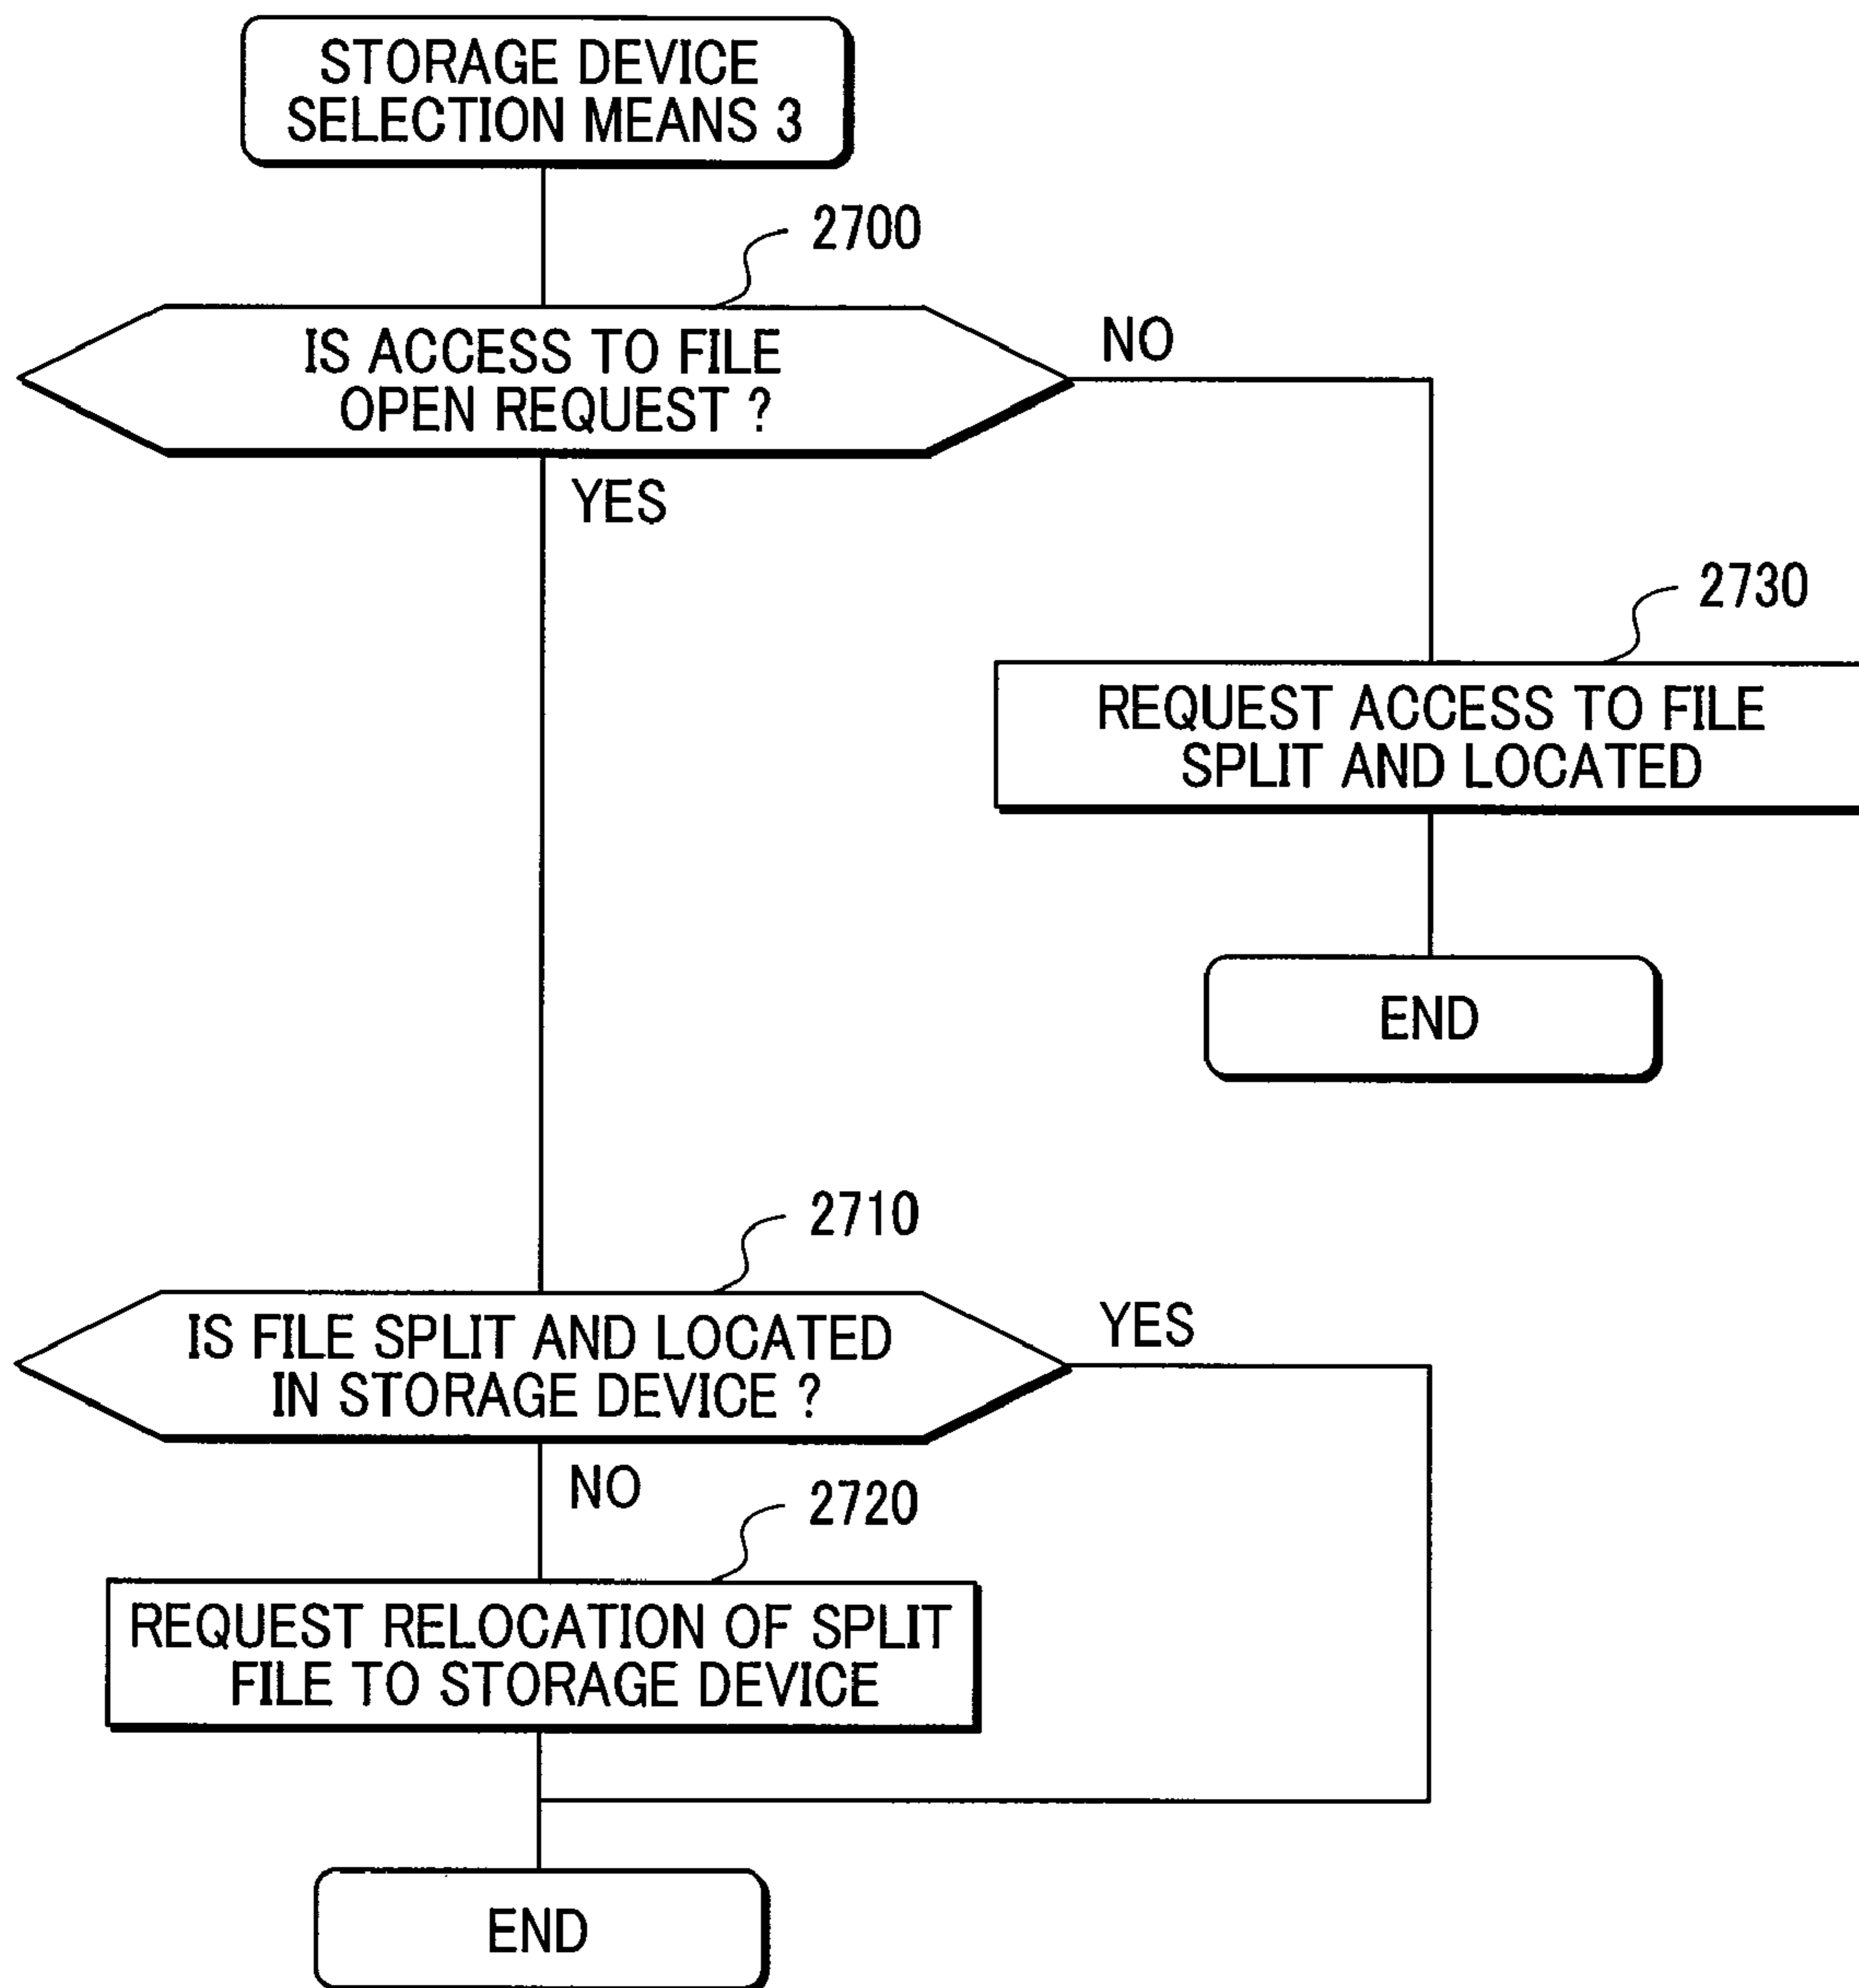 STORAGE DEVICE
SELECTION MEANS 3
2700
IS ACCESS TO FILE
OPEN REQUEST ?
NO
YES
2730
REQUEST ACCESS TO FILE
SPLIT AND LOCATED
END
2710
IS FILE SPLIT AND LOCATED
IN STORAGE DEVICE ?
YES
NO
2720
REQUEST RELOCATION OF SPLIT
FILE TO STORAGE DEVICE
END